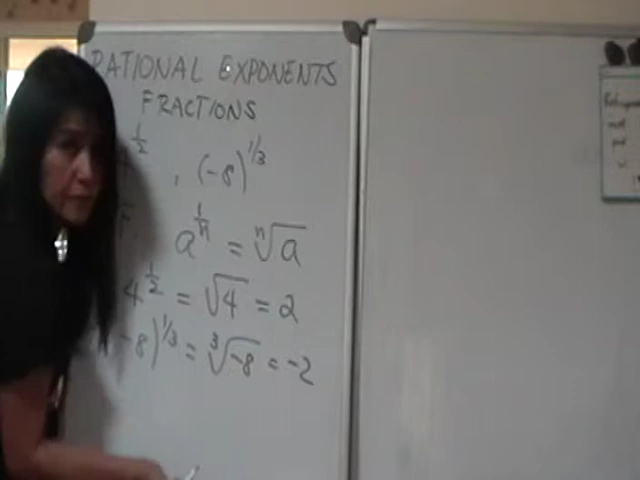 RATIONAL EXPONENTS
FRACTIONS
4^{1/2} , (-8)^{1/3}
a^{1/n} = ⁿ√a
4^{1/2} = √4 = 2
-8)^{1/3} = ³√-8 = -2